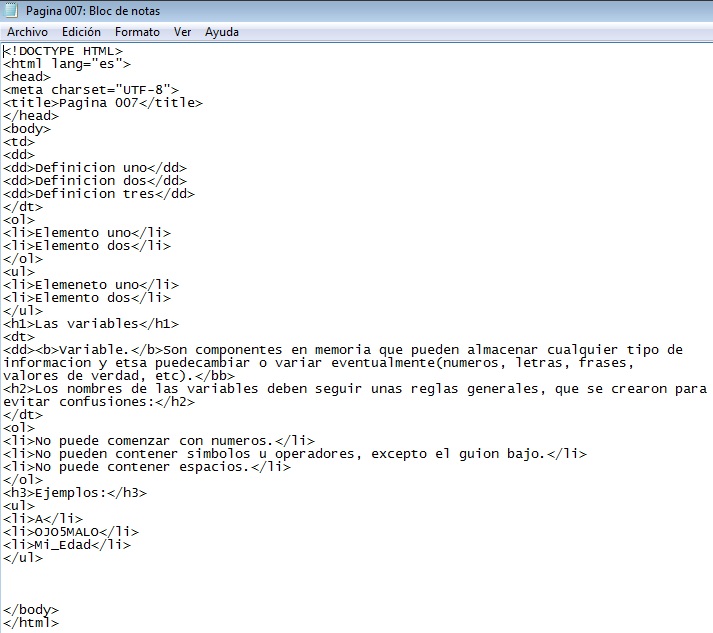 Pagina 007: Bloc de notas
Archivo Edición Formato Ver Ayuda
<!DOCTYPE HTML>
<html lang="es">
<head>
<meta charset="UTF-8">
<title>Pagina 007</title>
</head>
<body>
<td>
<dd>
<dd>Definicion uno</dd>
<dd>Definicion dos</dd>
<dd>Definicion tres</dd>
</dt>
<ol>
<li>Elemento uno</li>
<li>Elemento dos</li>
</ol>
<ul>
<li>Elemeneto uno</li>
<li>Elemento dos</li>
</ul>
<h1>Las variables</h1>
<dt>
<dd><b>Variable.</b>Son componentes en memoria que pueden almacenar cualquier tipo de
informacion y etsa puedecambiar o variar eventualmente(numeros, letras, frases,
valores de verdad, etc).</bb>
<h2>Los nombres de las variables deben seguir unas reglas generales, que se crearon para
evitar confusiones:</h2>
</dt>
<ol>
<li>No puede comenzar con numeros.</li>
<li>No pueden contener simbolos u operadores, excepto el guion bajo.</li>
<li>No puede contener espacios.</li>
</ol>
<h3>Ejemplos:</h3>
<ul>
<li>A</li>
<li>OJO5MALO</li>
<li>Mi_Edad</li>
</ul>
</body>
</html>